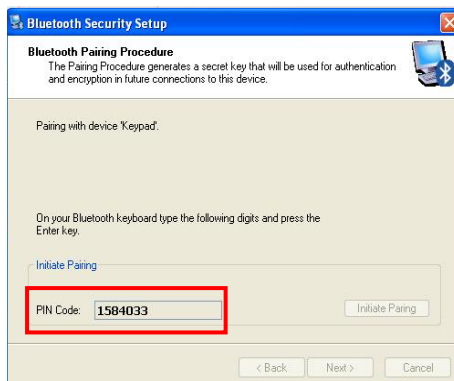 Bluetooth Security Setup
Bluetooth Pairing Procedure
The Pairing Procedure generates a secret key that will be used for authentication
and encryption in future connections to this device.
Pairing with device 'Keypad'.
On your Bluetooth keyboard type the following digits and press the
Enter key.
Initiate Pairing
PIN Code: 1584033 Initiate Paring
< Back Next > Cancel